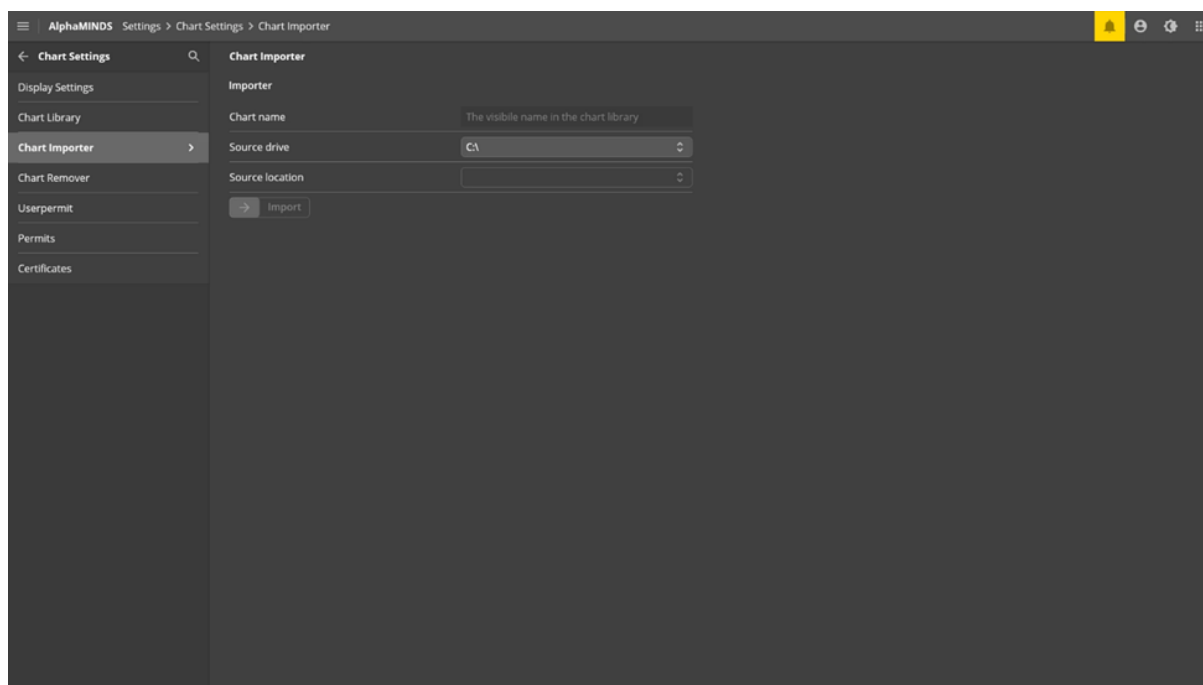 AlphaMINDS Settings > Chart Settings > Chart Importer
Chart Settings
Display Settings
Chart Library
Chart Importer
Chart Remover
Userpermit
Permits
Certificates
Chart Importer
Importer
Chart name The visibile name in the chart library
Source drive C:\
Source location
Import